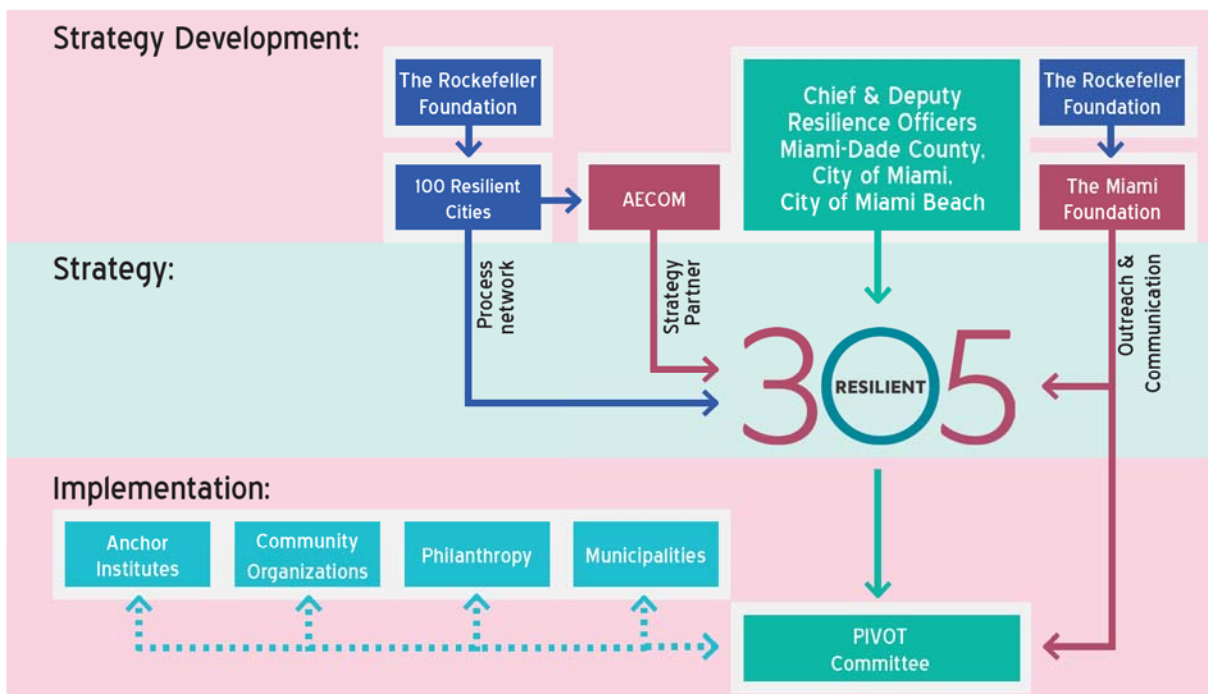 Strategy Development:
The Rockefeller
Foundation
100 Resilient
Cities
AECOM
Chief & Deputy
Resilience Officers
Miami-Dade County,
City of Miami,
City of Miami Beach
The Rockefeller
Foundation
The Miami
Foundation
Strategy:
Process
network
Strategy
Partner
3 RESILIENT 5
Outreach &
Communication
Implementation:
Anchor
Institutes
Community
Organizations
Philanthropy
Municipalities
PIVOT
Committee